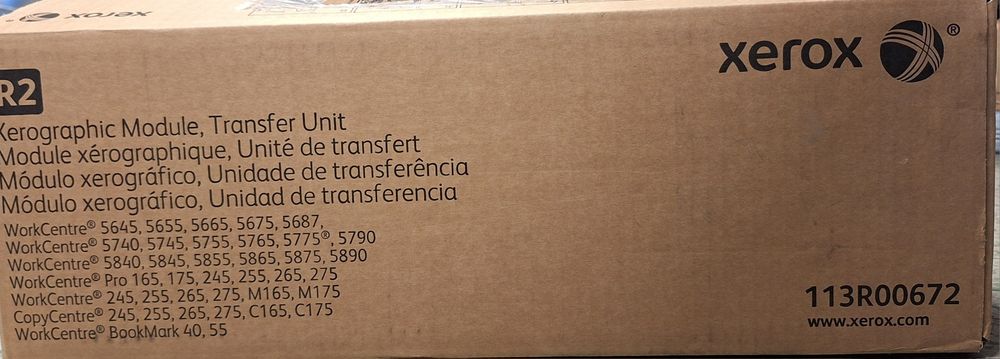 xerox
xerox ®
R2
Xerographic Module, Transfer Unit
Module xérographique, Unité de transfert
Módulo xerográfico, Unidade de transferência
Módulo xerográfico, Unidad de transferencia
WorkCentre® 5645, 5655, 5665, 5675, 5687,
WorkCentre® 5740, 5745, 5755, 5765, 5775®, 5790
WorkCentre® 5840, 5845, 5855, 5865, 5875, 5890
WorkCentre® Pro 165, 175, 245, 255, 265, 275
WorkCentre® 245, 255, 265, 275, M165, M175
CopyCentre® 245, 255, 265, 275, C165, C175
WorkCentre® BookMark 40, 55
113R00672
www.xerox.com